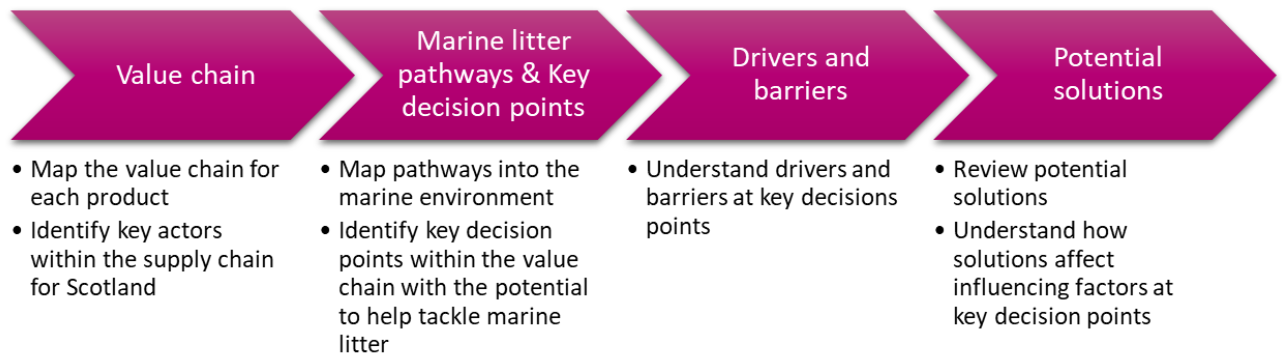 Value chain
Marine litter
pathways & Key
decision points
Drivers and
barriers
Potential
solutions
• Map the value chain for
each product
• Identify key actors
within the supply chain
for Scotland
• Map pathways into the
marine environment
• Identify key decision
points within the value
chain with the potential
to help tackle marine
litter
• Understand drivers and
barriers at key decisions
points
• Review potential
solutions
• Understand how
solutions affect
influencing factors at
key decision points